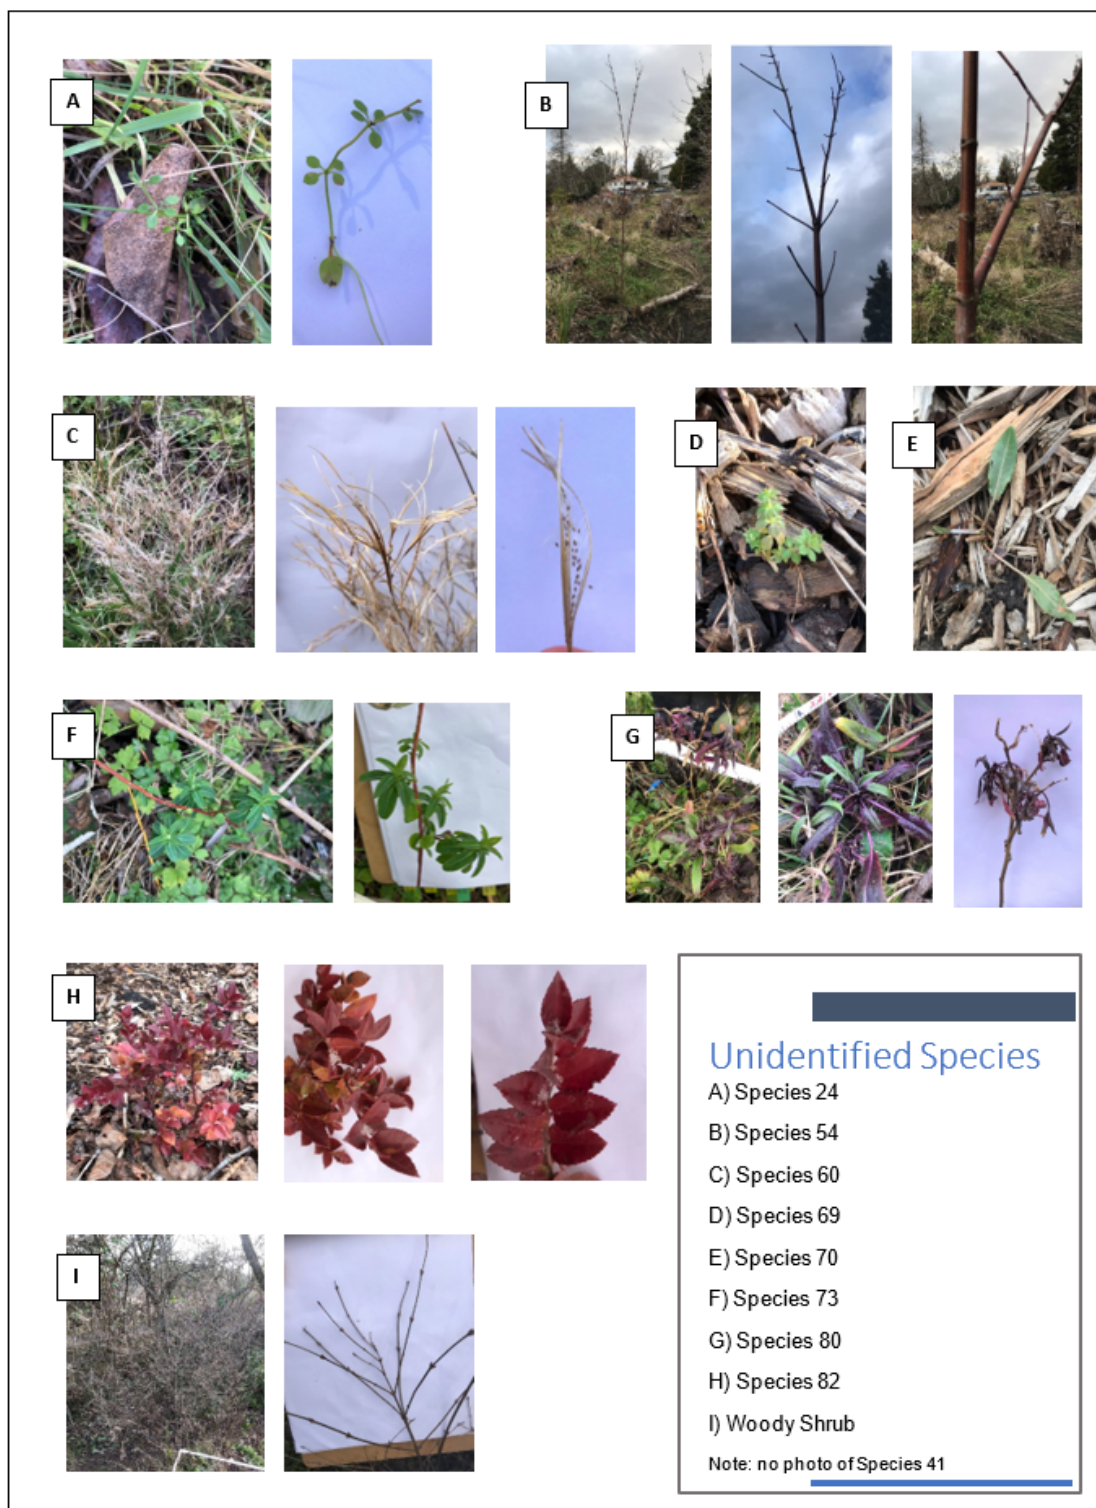 A
B
C
D
E
F
G
H
I
Unidentified Species
A) Species 24
B) Species 54
C) Species 60
D) Species 69
E) Species 70
F) Species 73
G) Species 80
H) Species 82
I) Woody Shrub
Note: no photo of Species 41